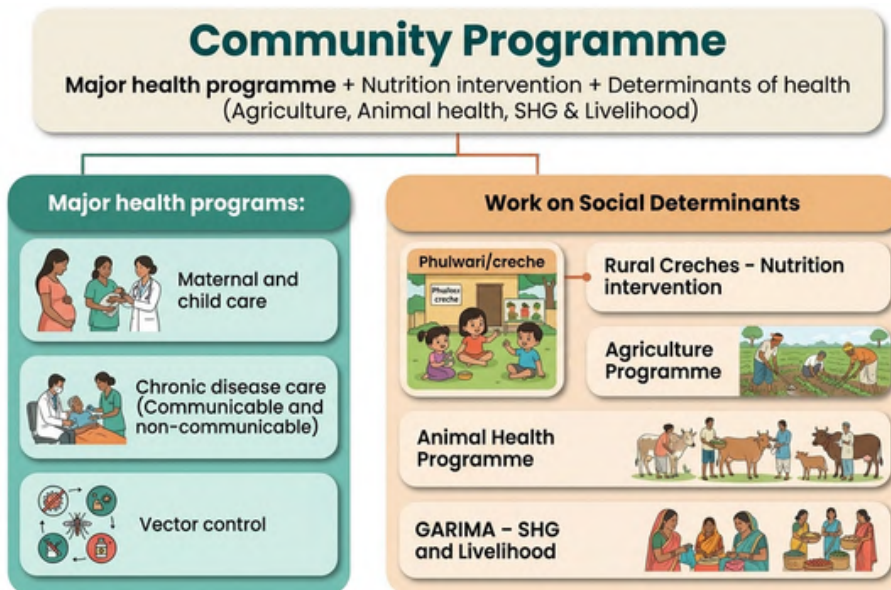 Community Programme
Major health programme + Nutrition intervention + Determinants of health
(Agriculture, Animal health, SHG & Livelihood)
Major health programs:
Maternal and
child care
Chronic disease care
(Communicable and
non-communicable)
Vector control
Work on Social Determinants
Phulwari/creche
creche
Rural Creches – Nutrition
intervention
Agriculture
Programme
Animal Health
Programme
GARIMA – SHG
and Livelihood